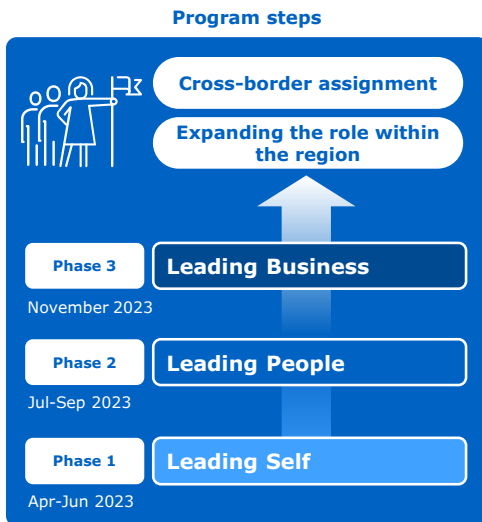 Program steps
Cross-border assignment
Expanding the role within
the region
Phase 3
Leading Business
November 2023
Phase 2
Leading People
Jul-Sep 2023
Phase 1
Leading Self
Apr-Jun 2023